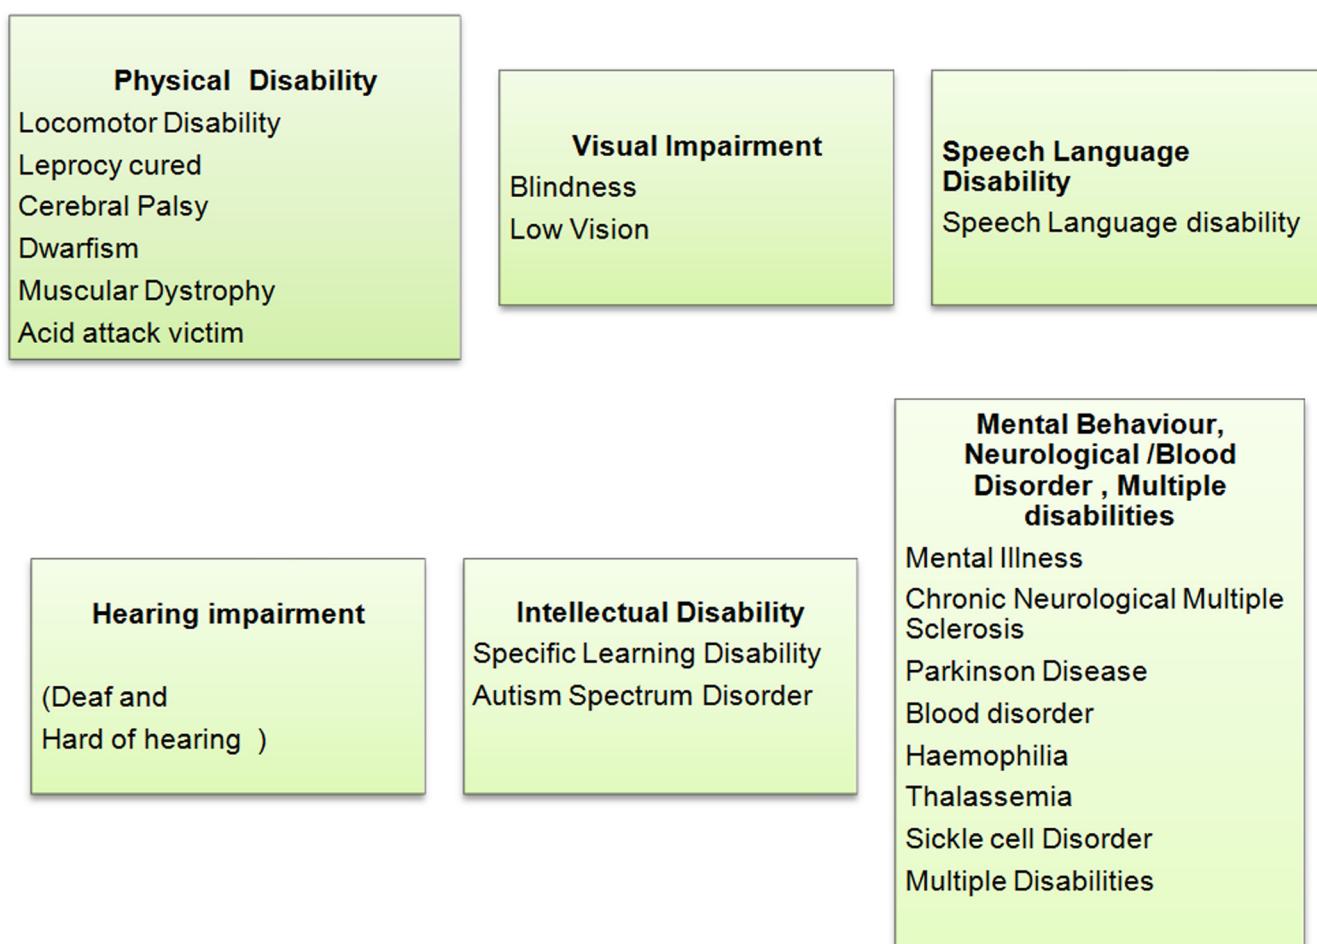 Physical Disability
Locomotor Disability
Leprocy cured
Cerebral Palsy
Dwarfism
Muscular Dystrophy
Acid attack victim
Visual Impairment
Blindness
Low Vision
Speech Language
Disability
Speech Language disability
Hearing impairment
(Deaf and
Hard of hearing )
Intellectual Disability
Specific Learning Disability
Autism Spectrum Disorder
Mental Behaviour,
Neurological /Blood
Disorder , Multiple
disabilities
Mental Illness
Chronic Neurological Multiple
Sclerosis
Parkinson Disease
Blood disorder
Haemophilia
Thalassemia
Sickle cell Disorder
Multiple Disabilities